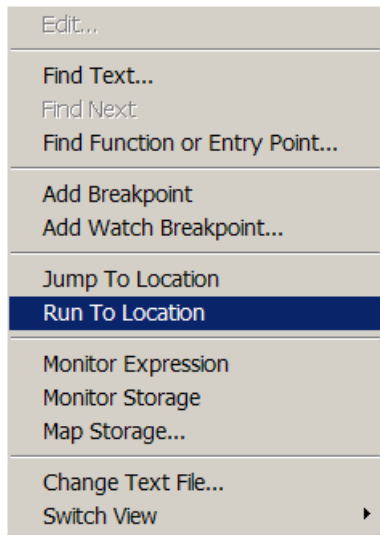 Edit...
Find Text...
Find Next
Find Function or Entry Point...
Add Breakpoint
Add Watch Breakpoint...
Jump To Location
Run To Location
Monitor Expression
Monitor Storage
Map Storage...
Change Text File...
Switch View